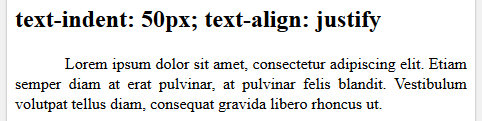 text-indent: 50px; text-align: justify
Lorem ipsum dolor sit amet, consectetur adipiscing elit. Etiam
semper diam at erat pulvinar, at pulvinar felis blandit. Vestibulum
volutpat tellus diam, consequat gravida libero rhoncus ut.